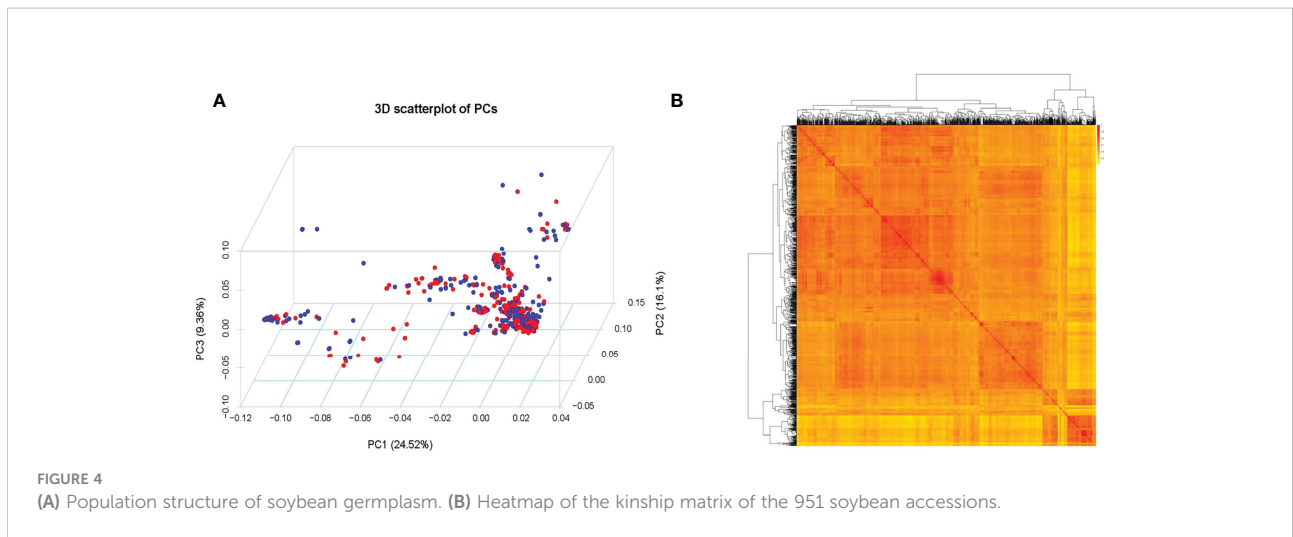 A
B
3D scatterplot of PCs
PC3 (9.36%)
0.10
0.05
0.00
−0.05
−0.10
−0.12
−0.10
−0.08
−0.06
−0.04
−0.02
0.00
0.02
0.04
PC1 (24.52%)
0.15
0.10
0.05
0.00
−0.05
PC2 (16.1%)
FIGURE 4
(A) Population structure of soybean germplasm. (B) Heatmap of the kinship matrix of the 951 soybean accessions.